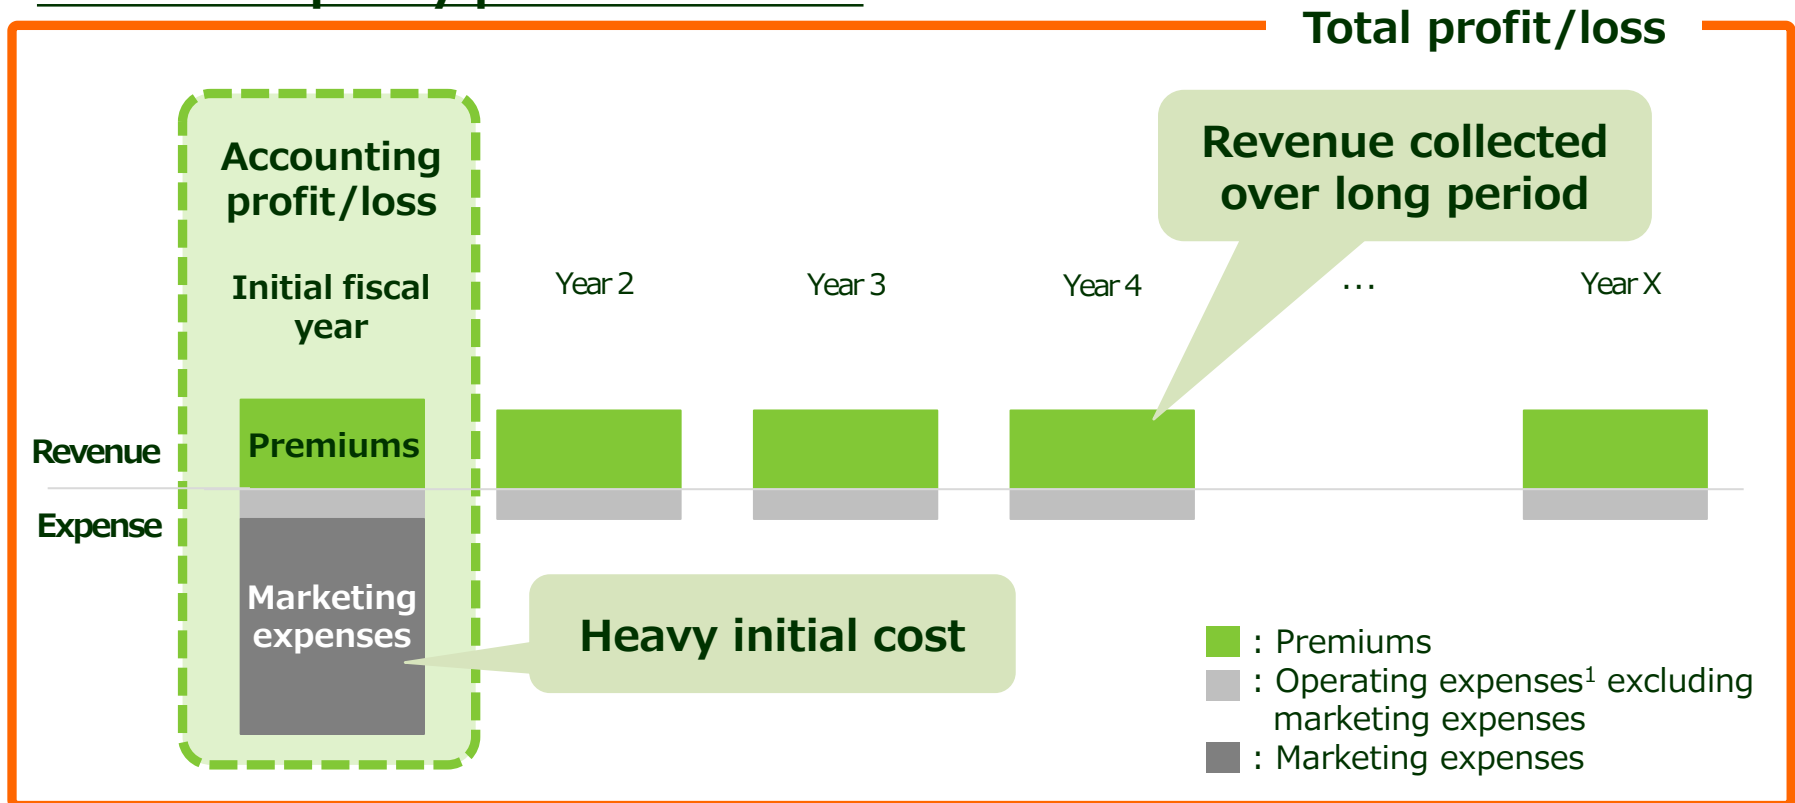 Total profit/loss
Accounting
profit/loss
Revenue collected
over long period
Initial fiscal
year
Year 2
Year 3
Year 4
...
Year X
Revenue
Premiums
Expense
Marketing
expenses
Heavy initial cost
: Premiums
: Operating expenses¹ excluding
marketing expenses
: Marketing expenses